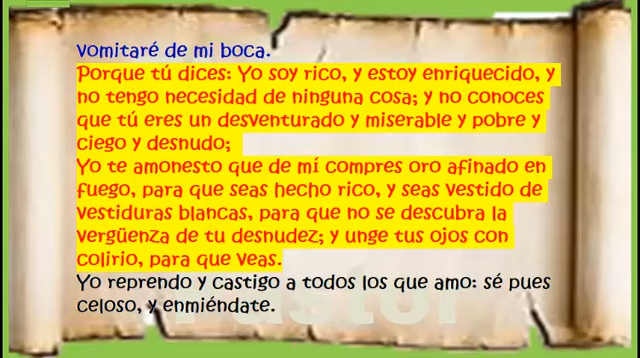 vomitaré de mi boca.
Porque tú dices: Yo soy rico, y estoy enriquecido, y
no tengo necesidad de ninguna cosa; y no conoces
que tú eres un desventurado y miserable y pobre y
ciego y desnudo;
Yo te amonesto que de mí compres oro afinado en
fuego, para que seas hecho rico, y seas vestido de
vestiduras blancas, para que no se descubra la
vergüenza de tu desnudez; y unge tus ojos con
colirio, para que veas.
Yo reprendo y castigo a todos los que amo: sé pues
celoso, y enmiéndate.
Pastor